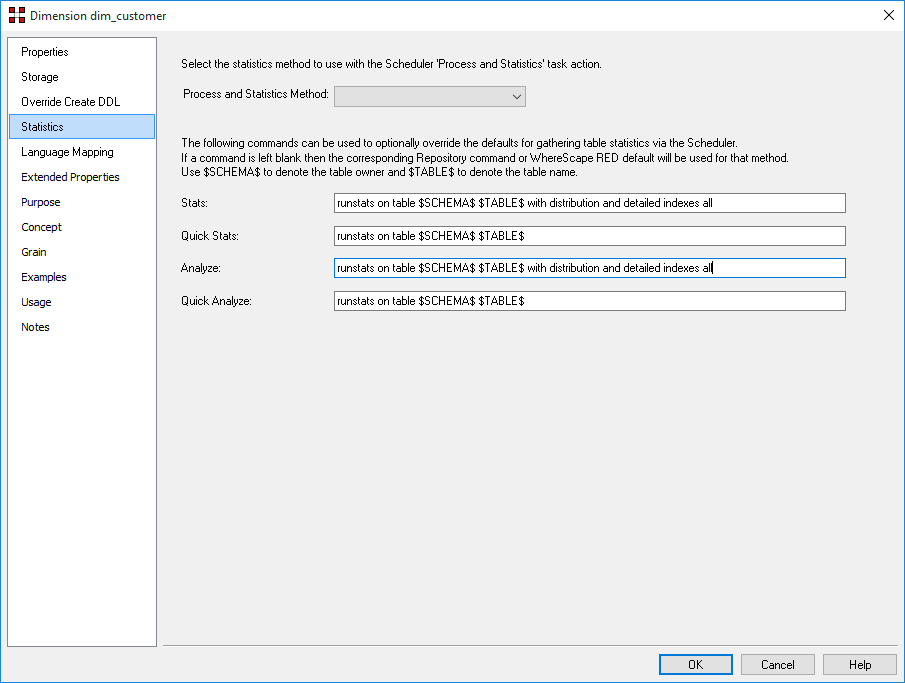 Dimension dim_customer
Properties
Storage
Override Create DDL
Statistics
Language Mapping
Extended Properties
Purpose
Concept
Grain
Examples
Usage
Notes
Select the statistics method to use with the Scheduler 'Process and Statistics' task action.
Process and Statistics Method:
The following commands can be used to optionally override the defaults for gathering table statistics via the Scheduler.
If a command is left blank then the corresponding Repository command or WhereScape RED default will be used for that method.
Use $SCHEMA$ to denote the table owner and $TABLE$ to denote the table name.
Stats: runstats on table $SCHEMA$ $TABLE$ with distribution and detailed indexes all
Quick Stats: runstats on table $SCHEMA$ $TABLE$
Analyze: runstats on table $SCHEMA$ $TABLE$ with distribution and detailed indexes all
Quick Analyze: runstats on table $SCHEMA$ $TABLE$
OK Cancel Help